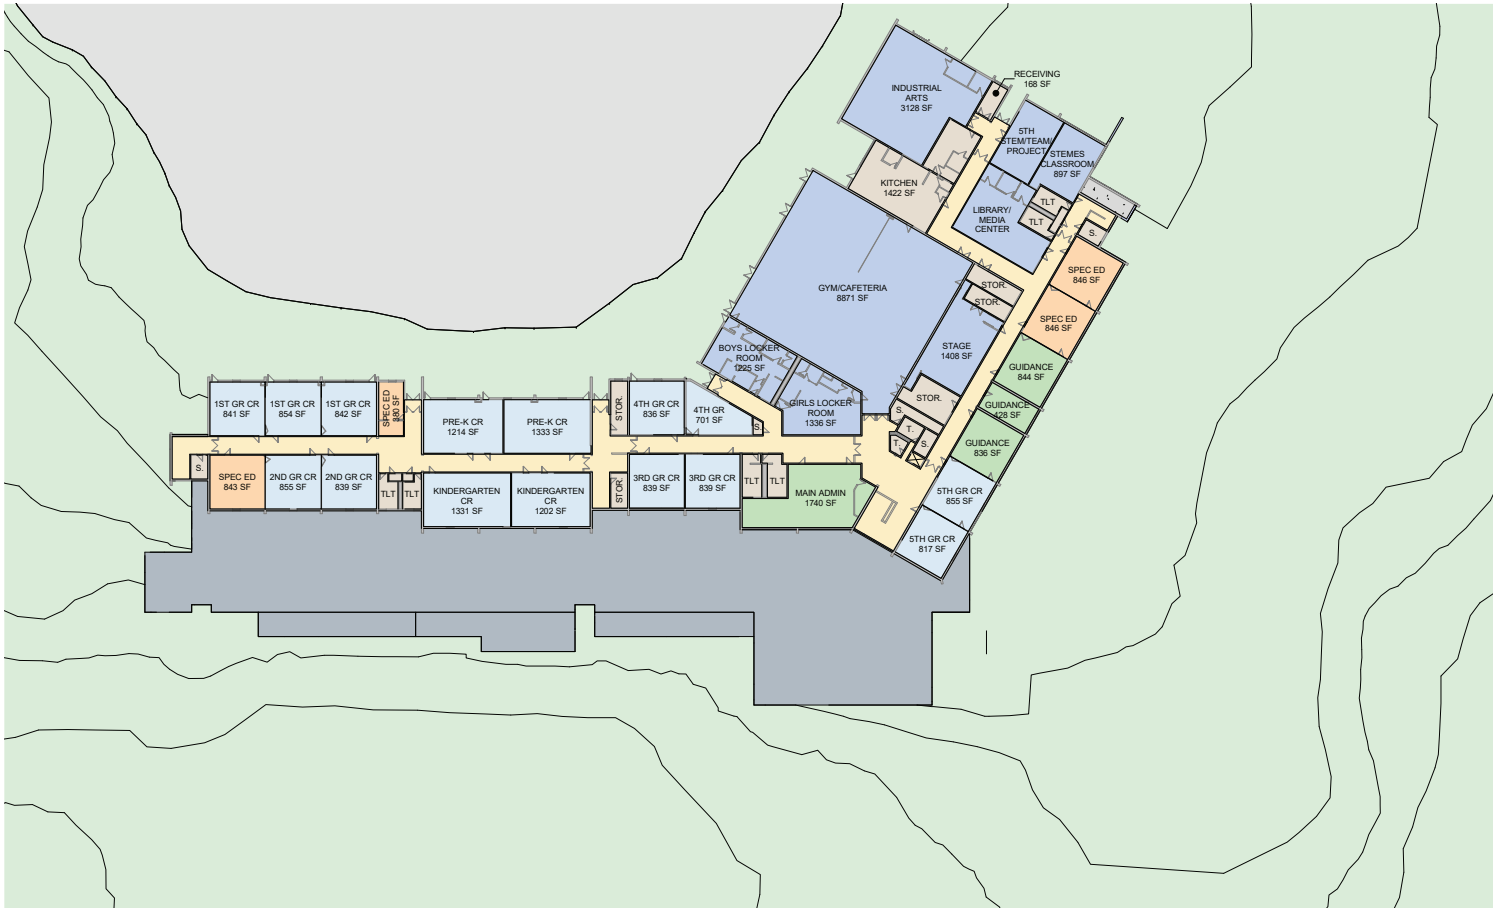 RECEIVING
168 SF
INDUSTRIAL
ARTS
3128 SF
5TH
STEM/TEAM/
PROJECT
STEMES
CLASSROOM
897 SF
KITCHEN
1422 SF
TLT
TLT
LIBRARY/
MEDIA
CENTER
S.
SPEC ED
846 SF
STOR.
STOR.
GYM/CAFETERIA
8871 SF
SPEC ED
846 SF
STAGE
1408 SF
BOYS LOCKER
ROOM
1225 SF
GUIDANCE
844 SF
GIRLS LOCKER
ROOM
1336 SF
STOR.
S.
GUIDANCE
428 SF
T.
T.
S.
GUIDANCE
836 SF
1ST GR CR
841 SF
1ST GR CR
854 SF
1ST GR CR
842 SF
SPEC ED
380 SF
PRE-K CR
1214 SF
PRE-K CR
1333 SF
STOR.
4TH GR CR
836 SF
4TH GR
701 SF
S.
S.
SPEC ED
843 SF
2ND GR CR
855 SF
2ND GR CR
839 SF
TLT
TLT
KINDERGARTEN
CR
1331 SF
KINDERGARTEN
CR
1202 SF
STOR.
3RD GR CR
839 SF
3RD GR CR
839 SF
TLT
TLT
MAIN ADMIN
1740 SF
5TH GR CR
855 SF
5TH GR CR
817 SF